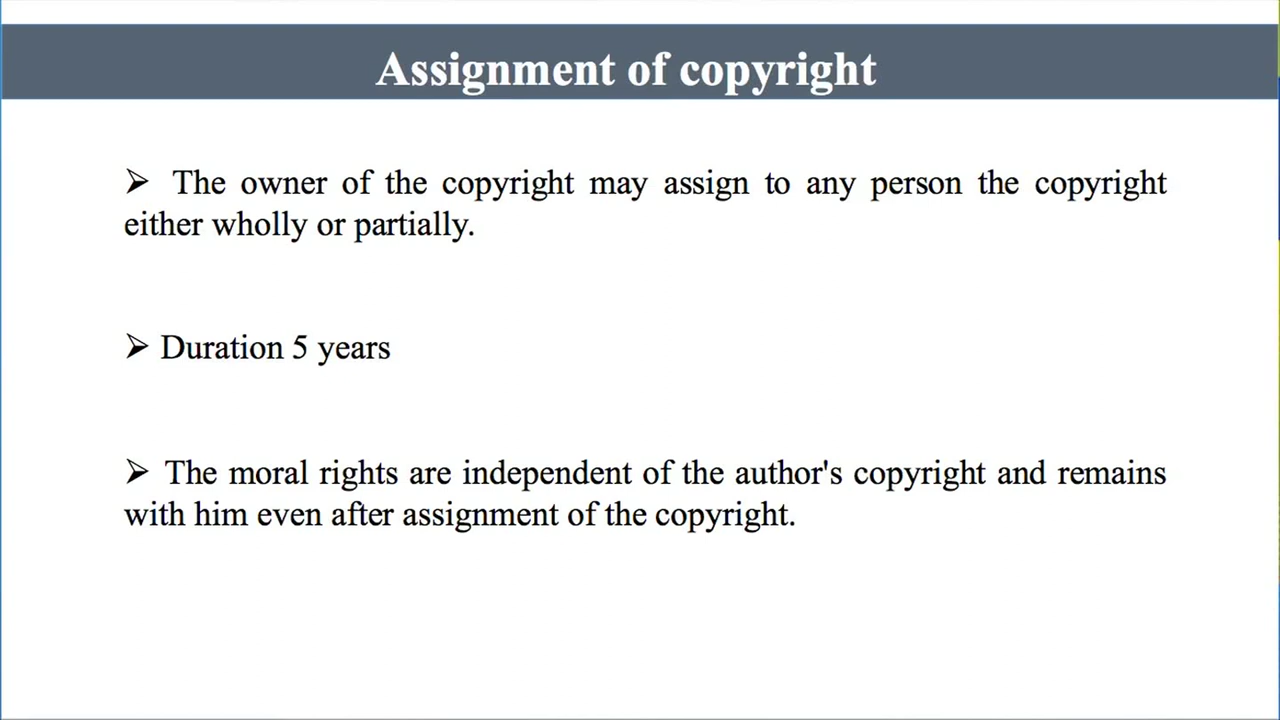 Assignment of copyright
➢ The owner of the copyright may assign to any person the copyright
either wholly or partially.
➢ Duration 5 years
➢ The moral rights are independent of the author's copyright and remains
with him even after assignment of the copyright.